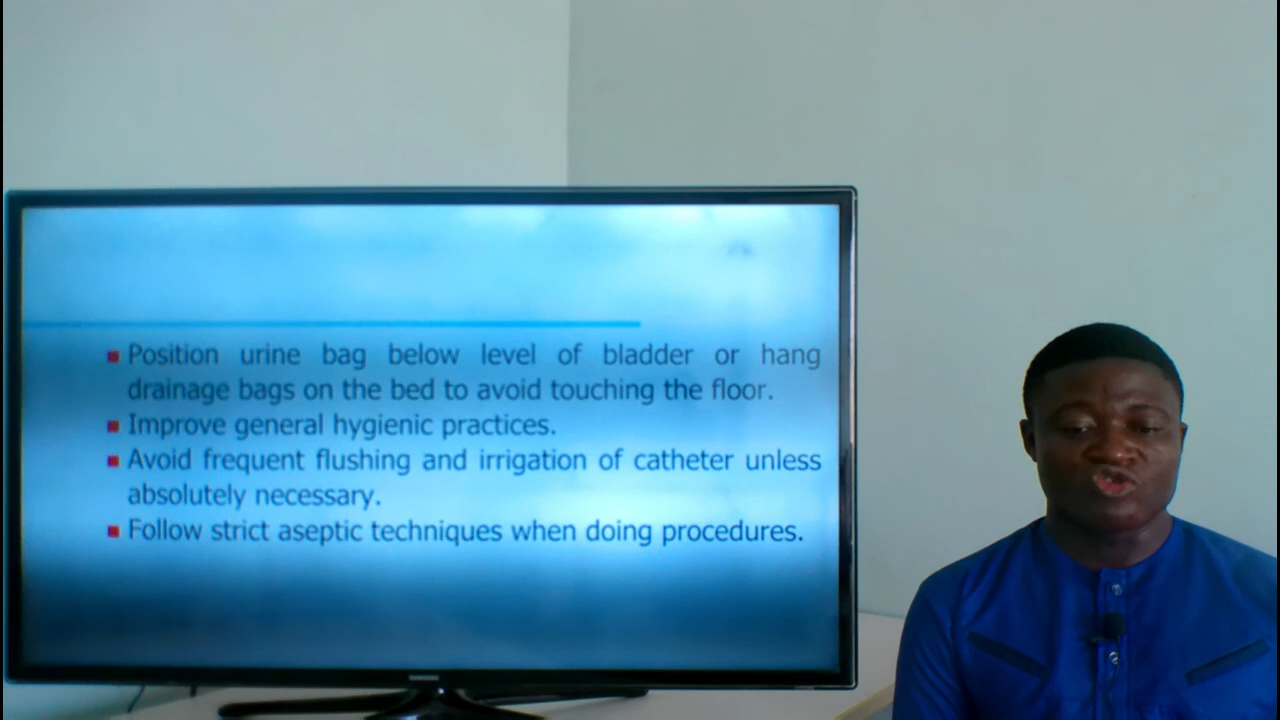 Position urine bag below level of bladder or hang
drainage bags on the bed to avoid touching the floor.
Improve general hygienic practices.
Avoid frequent flushing and irrigation of catheter unless
absolutely necessary.
Follow strict aseptic techniques when doing procedures.
SAMSUNG